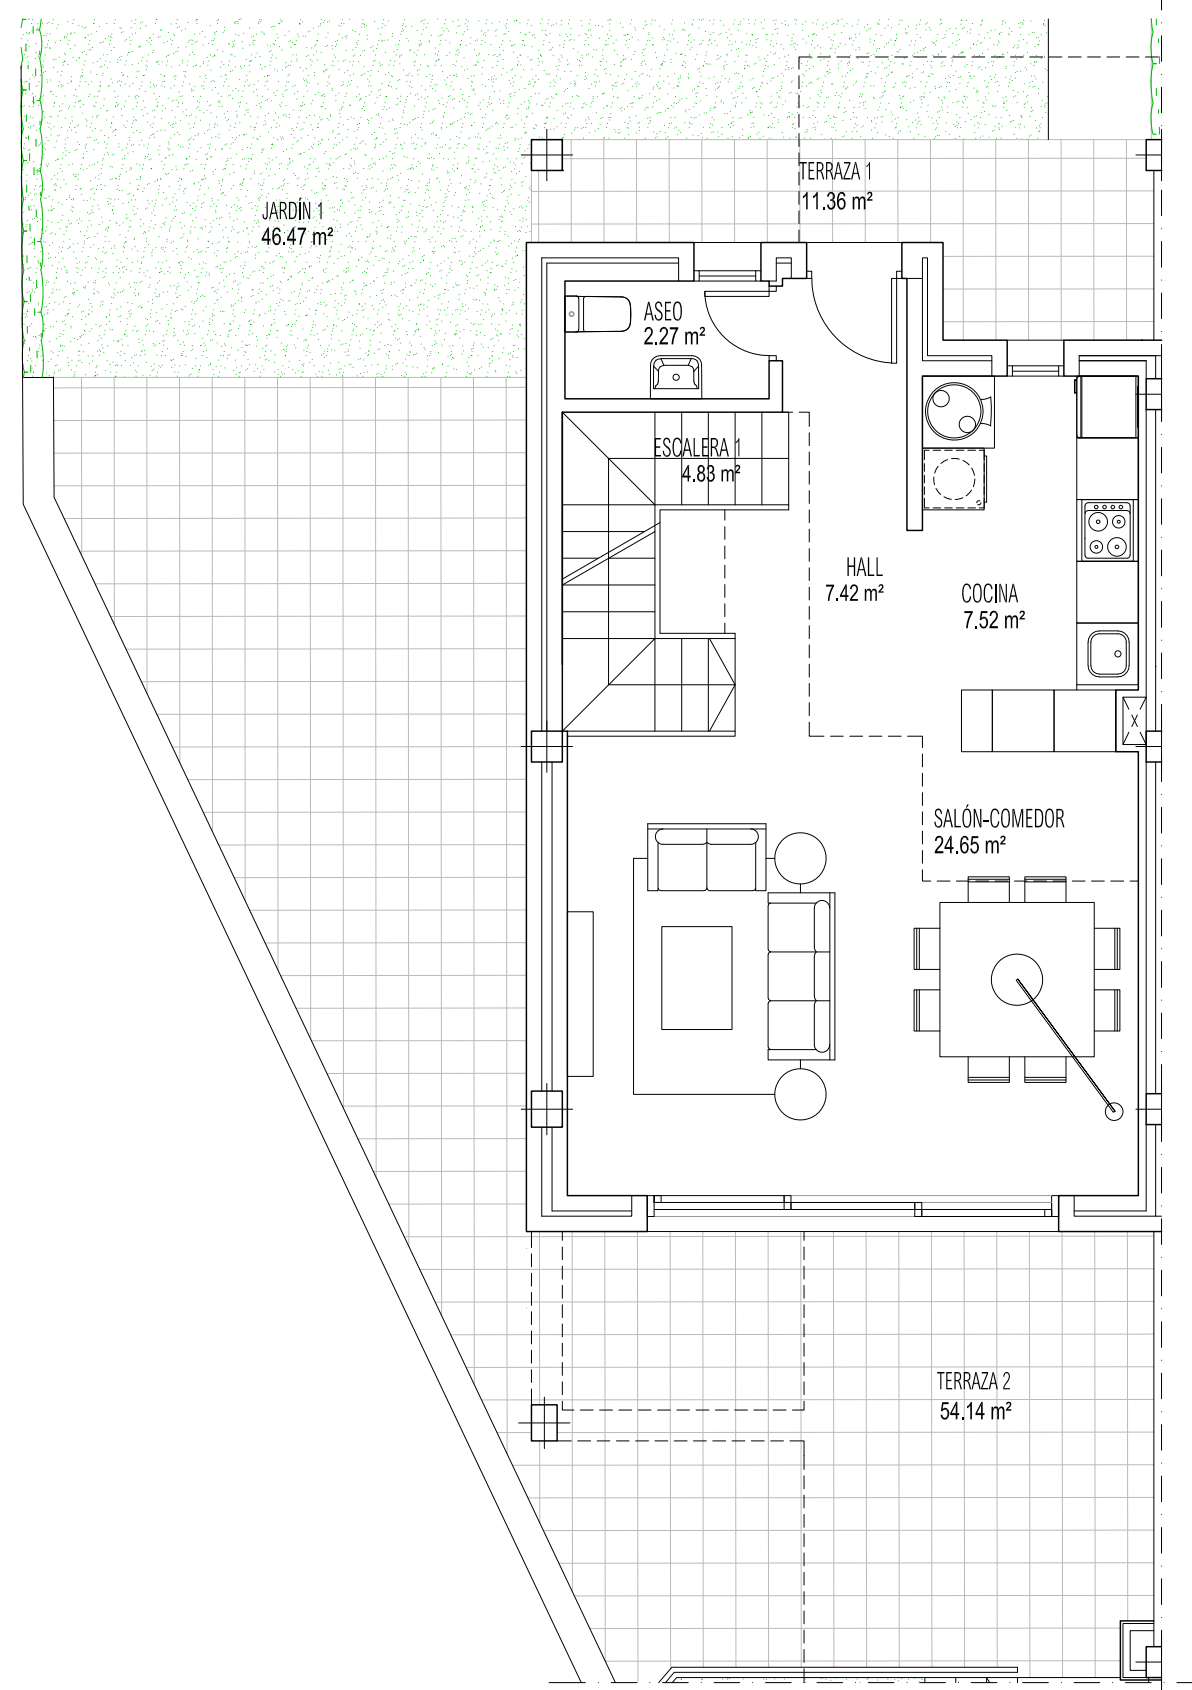 TERRAZA 1
11.36 m²
JARDÍN 1
46.47 m²
ASEO
2.27 m²
ESCALERA 1
4.83 m²
HALL
7.42 m²
COCINA
7.52 m²
SALÓN-COMEDOR
24.65 m²
TERRAZA 2
54.14 m²